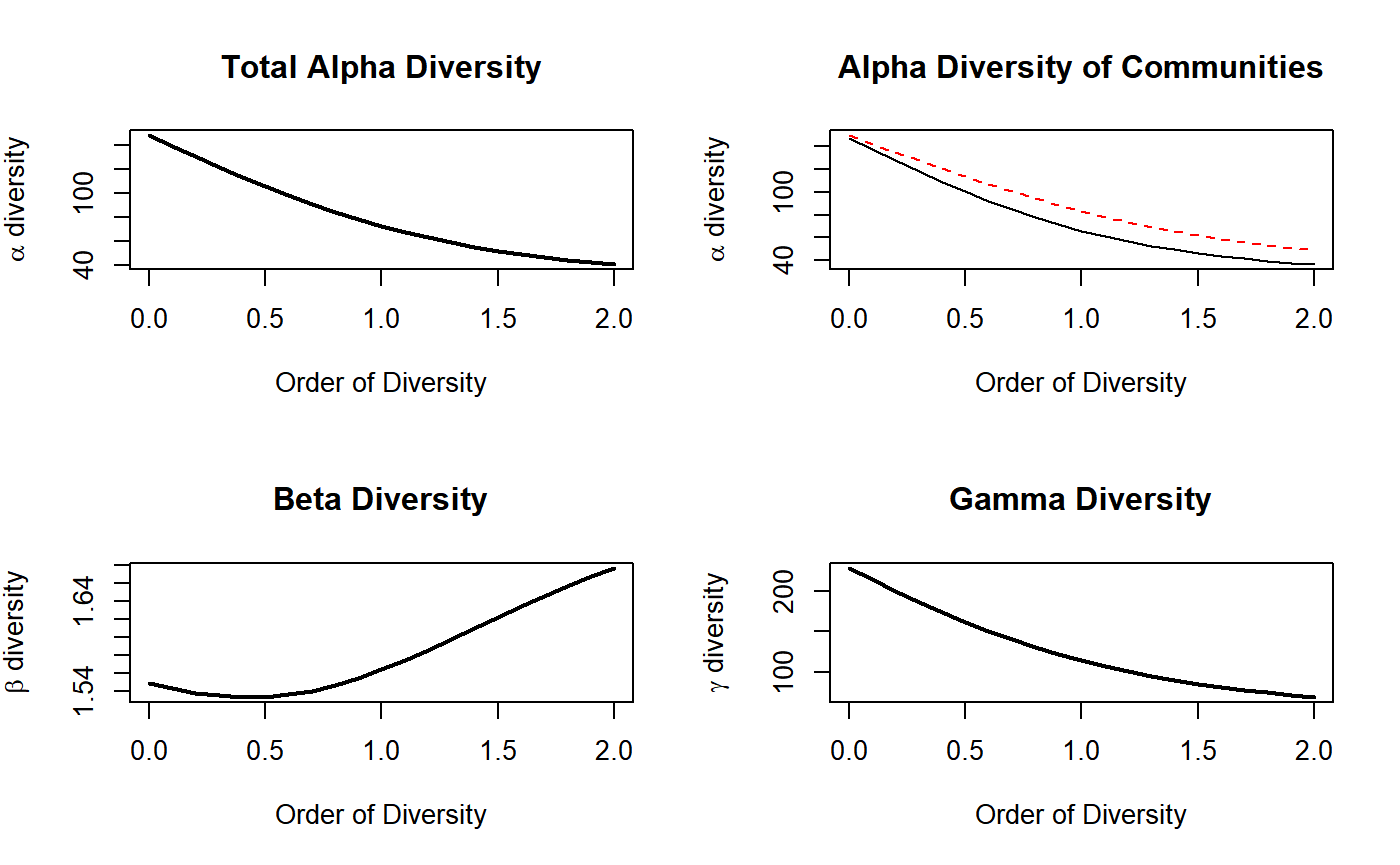 Total Alpha Diversity
α diversity
100
40
0.0 0.5 1.0 1.5 2.0
Order of Diversity
Alpha Diversity of Communities
α diversity
100
40
0.0 0.5 1.0 1.5 2.0
Order of Diversity
Beta Diversity
β diversity
1.64
1.54
0.0 0.5 1.0 1.5 2.0
Order of Diversity
Gamma Diversity
γ diversity
200
100
0.0 0.5 1.0 1.5 2.0
Order of Diversity